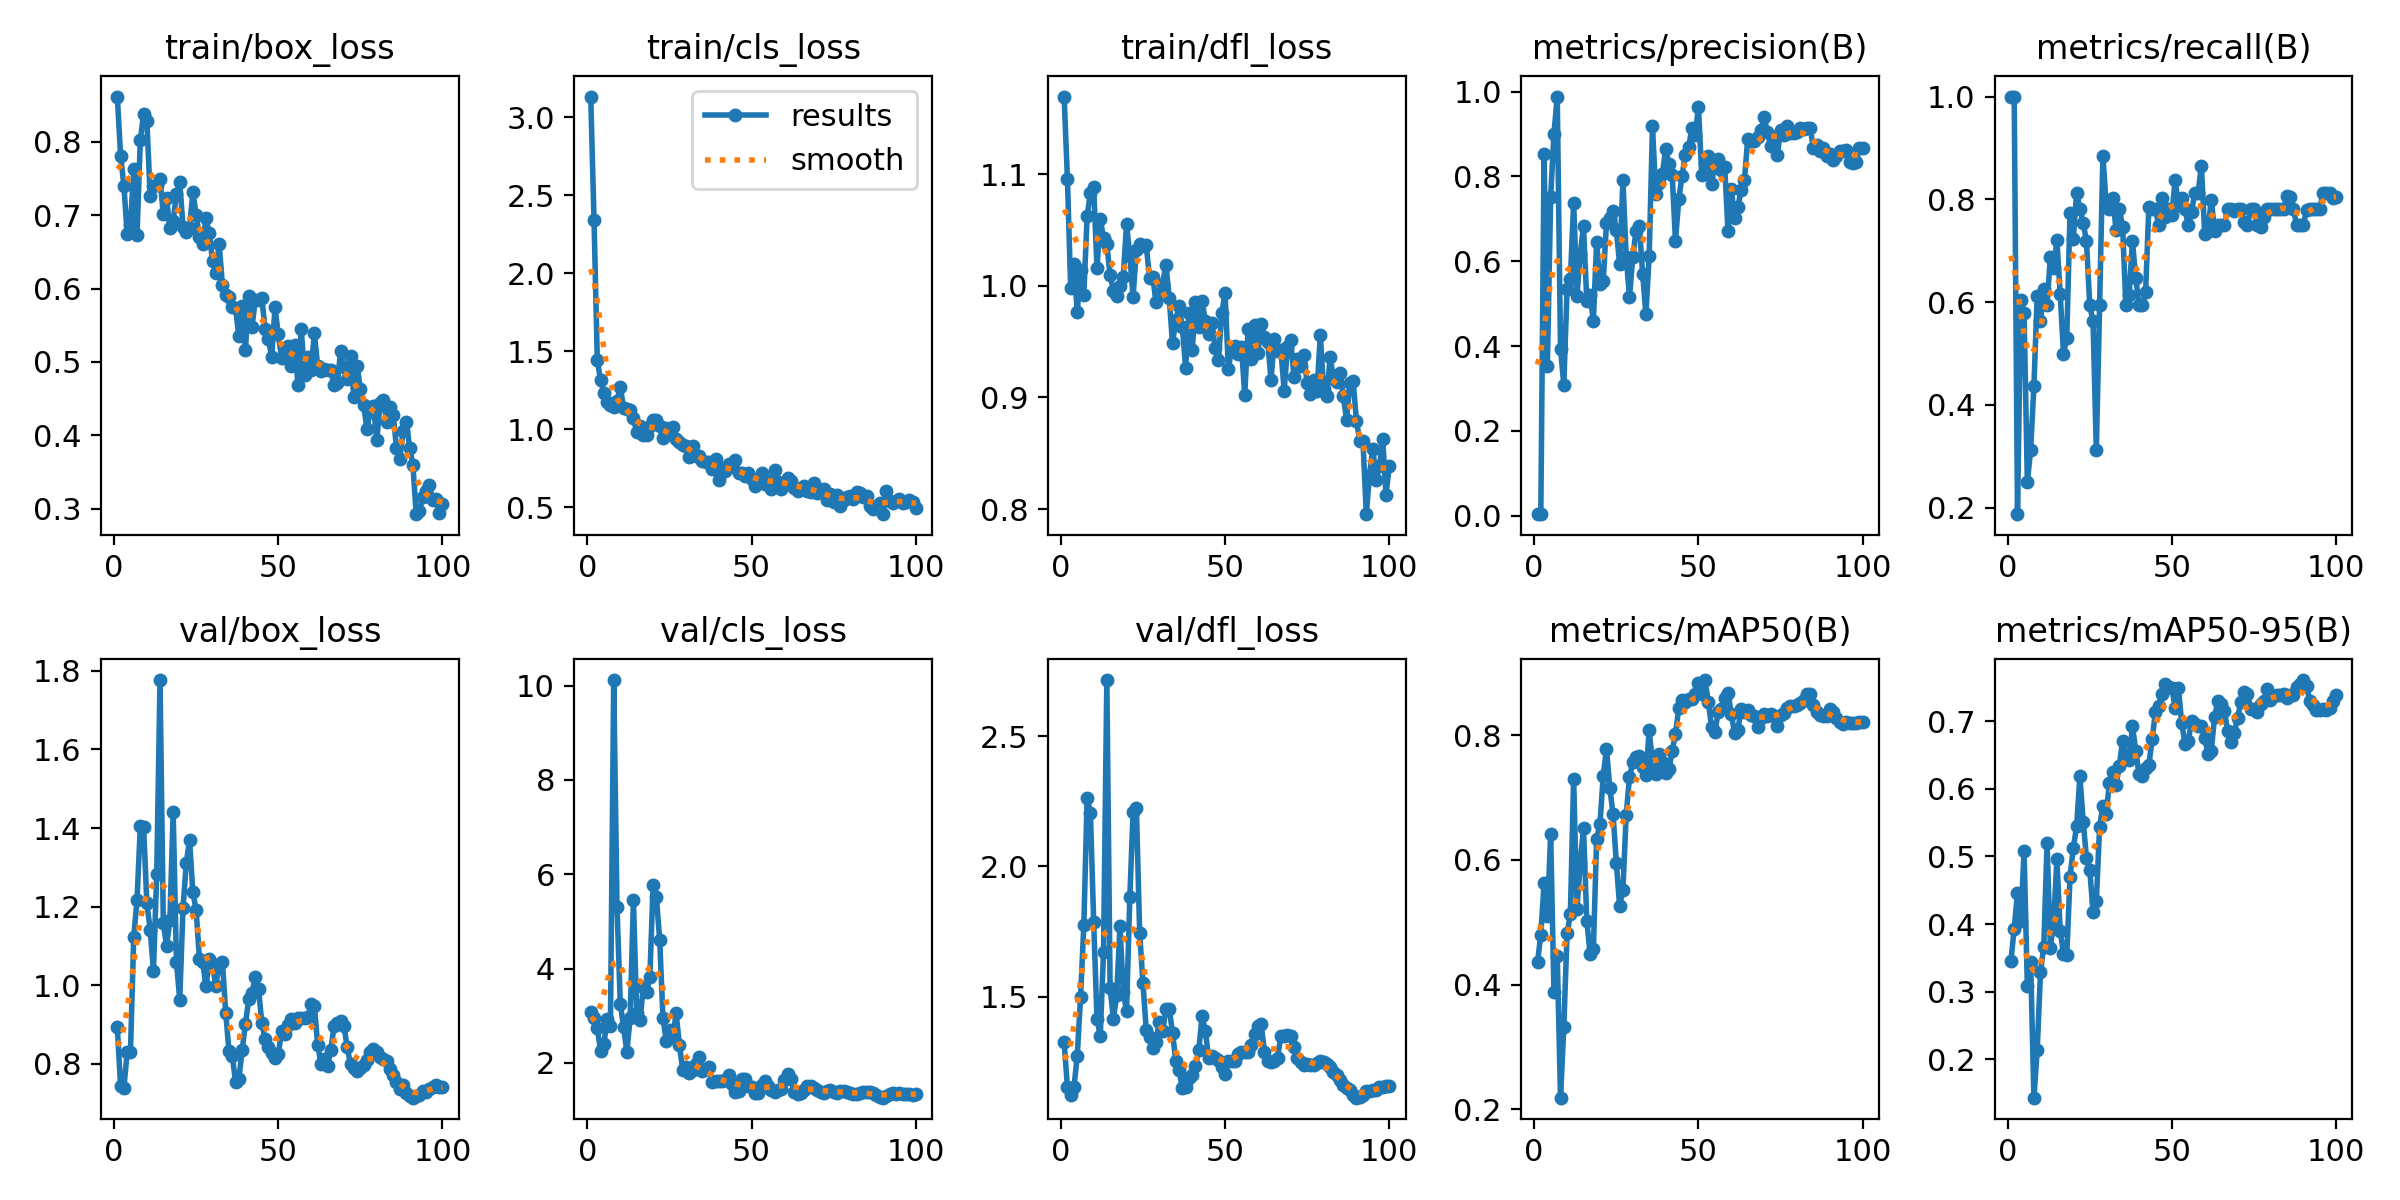 train/box_loss
0.8
0.7
0.6
0.5
0.4
0.3
0 50 100
train/cls_loss
results
smooth
3.0
2.5
2.0
1.5
1.0
0.5
0 50 100
train/dfl_loss
1.1
1.0
0.9
0.8
0 50 100
metrics/precision(B)
1.0
0.8
0.6
0.4
0.2
0.0
0 50 100
metrics/recall(B)
1.0
0.8
0.6
0.4
0.2
0 50 100
val/box_loss
1.8
1.6
1.4
1.2
1.0
0.8
0 50 100
val/cls_loss
10
8
6
4
2
0 50 100
val/dfl_loss
2.5
2.0
1.5
0 50 100
metrics/mAP50(B)
0.8
0.6
0.4
0.2
0 50 100
metrics/mAP50-95(B)
0.7
0.6
0.5
0.4
0.3
0.2
0 50 100